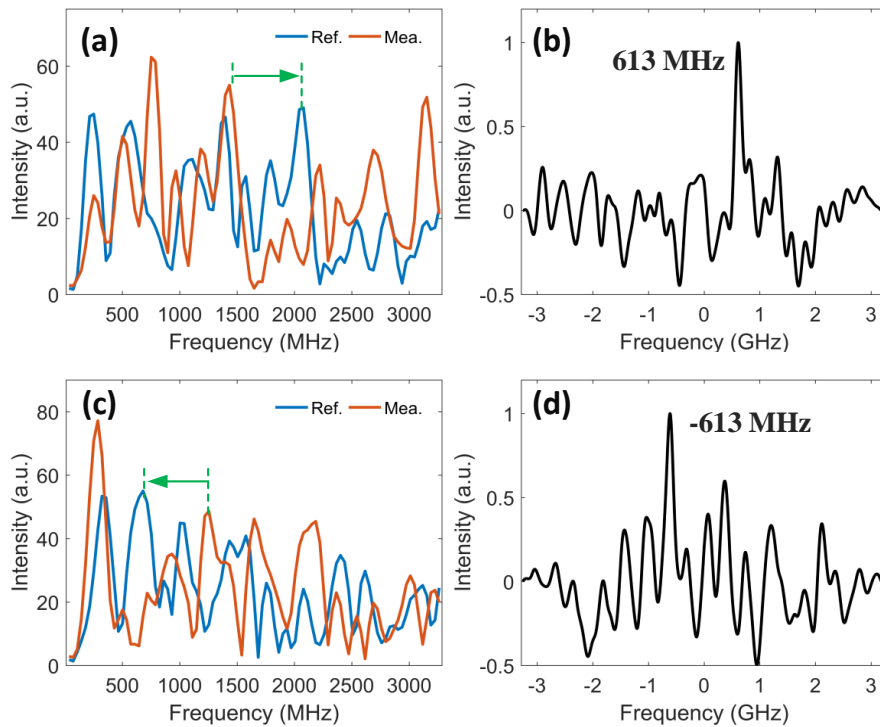 (a)
Ref. Mea.
60
40
20
0
500 1000 1500 2000 2500 3000
Frequency (MHz)
Intensity (a.u.)
(b)
613 MHz
1
0.5
0
-0.5
-3 -2 -1 0 1 2 3
Frequency (GHz)
Intensity (a.u.)
(c)
Ref. Mea.
80
60
40
20
0
500 1000 1500 2000 2500 3000
Frequency (MHz)
Intensity (a.u.)
(d)
-613 MHz
1
0.5
0
-0.5
-3 -2 -1 0 1 2 3
Frequency (GHz)
Intensity (a.u.)